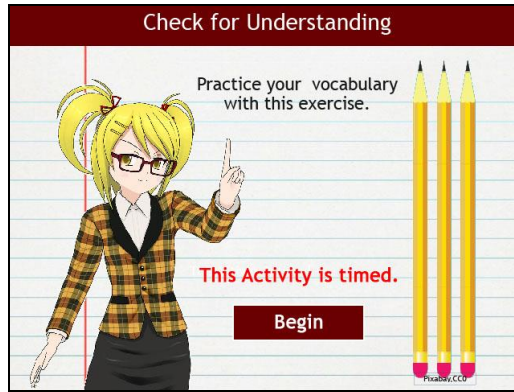 Check for Understanding
Practice your vocabulary
with this exercise.
This Activity is timed.
Begin
Pixabay,CC0